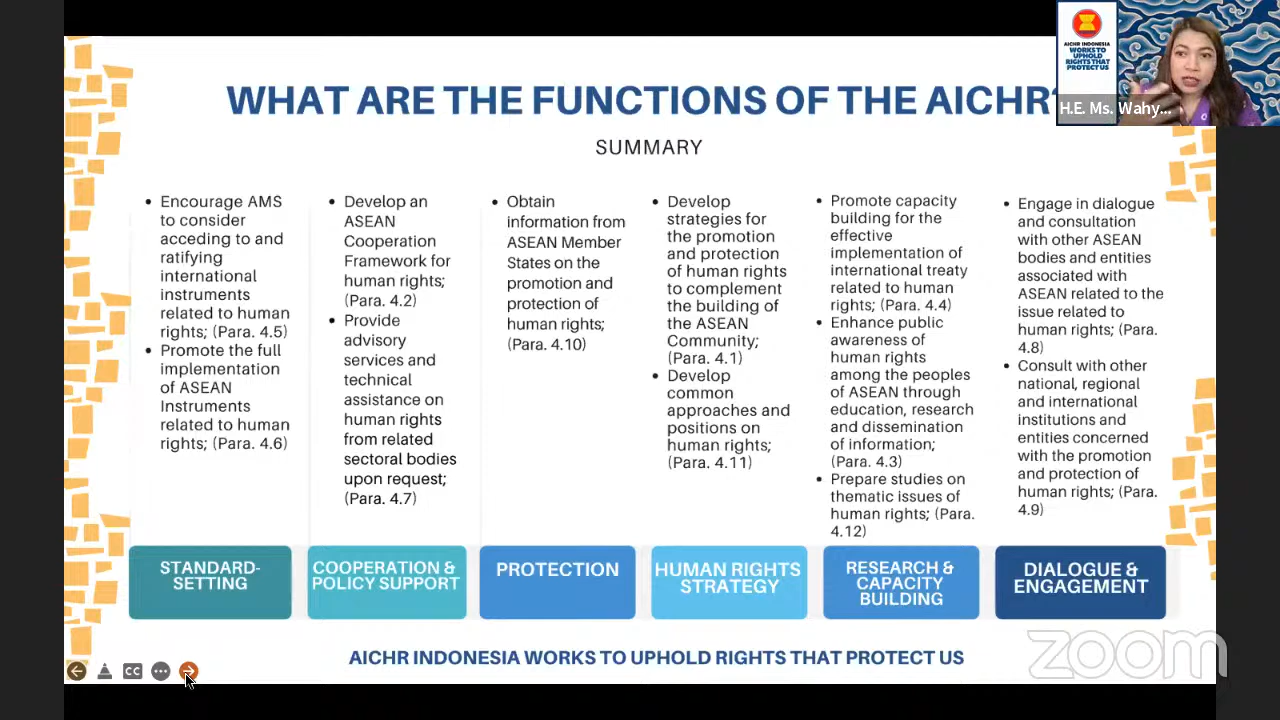 WHAT ARE THE FUNCTIONS OF THE AICHR?
SUMMARY
AICHR INDONESIA
WORKS TO
UPHOLD
RIGHTS THAT
PROTECT US
H.E. Ms. Wahy...
• Encourage AMS
to consider
acceding to and
ratifying
international
instruments
related to human
rights; (Para. 4.5)
• Promote the full
implementation
of ASEAN
Instruments
related to human
rights; (Para. 4.6)
STANDARD-
SETTING
• Develop an
ASEAN
Cooperation
Framework for
human rights;
(Para. 4.2)
• Provide
advisory
services and
technical
assistance on
human rights
from related
sectoral bodies
upon request;
(Para. 4.7)
COOPERATION &
POLICY SUPPORT
• Obtain
information from
ASEAN Member
States on the
promotion and
protection of
human rights;
(Para. 4.10)
PROTECTION
• Develop
strategies for
the promotion
and protection
of human rights
to complement
the building of
the ASEAN
Community;
(Para. 4.1)
• Develop
common
approaches and
positions on
human rights;
(Para. 4.11)
HUMAN RIGHTS
STRATEGY
• Promote capacity
building for the
effective
implementation of
international treaty
related to human
rights; (Para. 4.4)
• Enhance public
awareness of
human rights
among the peoples
of ASEAN through
education, research
and dissemination
of information;
(Para. 4.3)
• Prepare studies on
thematic issues of
human rights; (Para.
4.12)
RESEARCH &
CAPACITY
BUILDING
• Engage in dialogue
and consultation
with other ASEAN
bodies and entities
associated with
ASEAN related to the
issue related to
human rights; (Para.
4.8)
• Consult with other
national, regional
and international
institutions and
entities concerned
with the promotion
and protection of
human rights; (Para.
4.9)
DIALOGUE &
ENGAGEMENT
AICHR INDONESIA WORKS TO UPHOLD RIGHTS THAT PROTECT US
CC
zoom